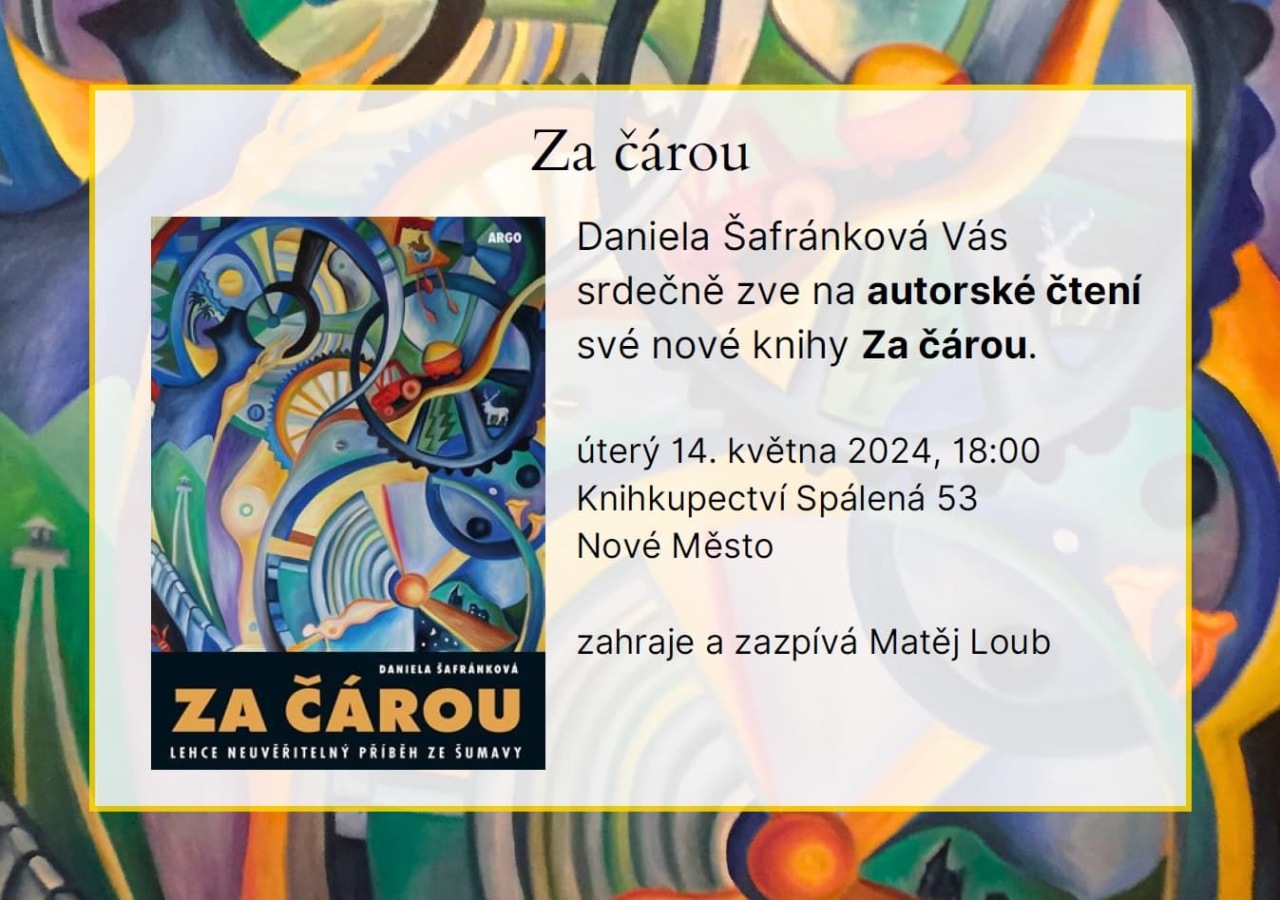 Za čárou
ARGO
DANIELA ŠAFRÁNKOVÁ
ZA ČÁROU
LEHCE NEUVĚŘITELNÝ PŘÍBĚH ZE ŠUMAVY
Daniela Šafránková Vás
srdečně zve na autorské čtení
své nové knihy Za čárou.
úterý 14. května 2024, 18:00
Knihkupectví Spálená 53
Nové Město
zahraje a zazpívá Matěj Loub